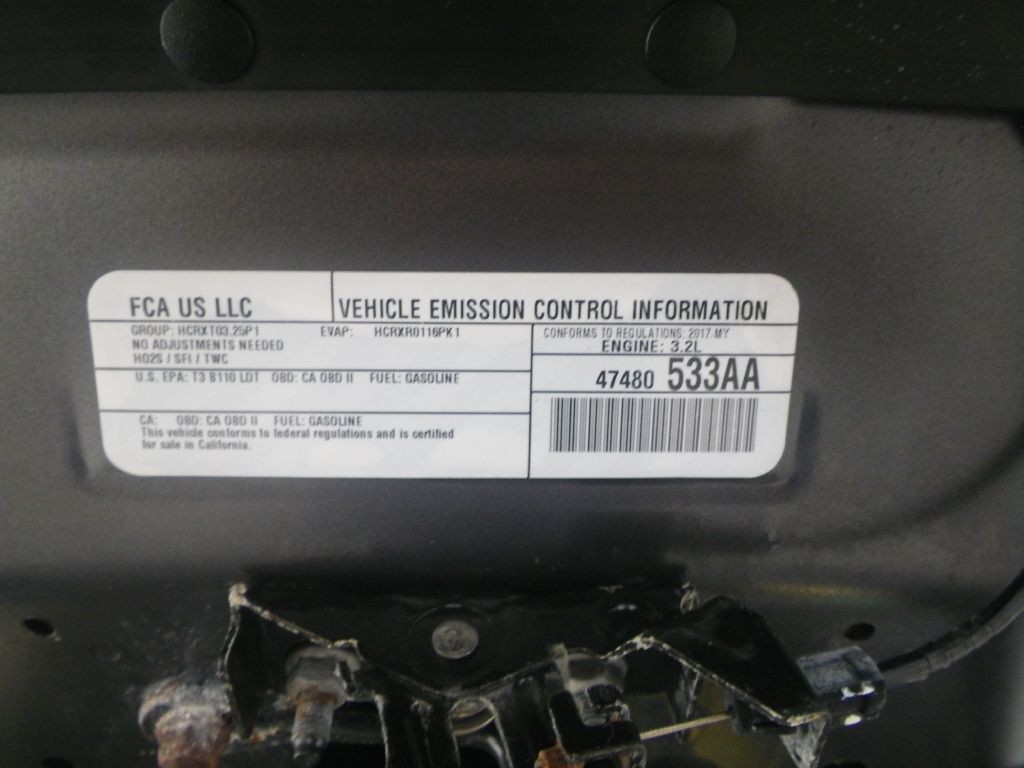 FCA US LLC
VEHICLE EMISSION CONTROL INFORMATION
GROUP: HCRXT03.25P1 EVAP: HCRXR0116PK1
NO ADJUSTMENTS NEEDED
HO2S / SFI / TWC
CONFORMS TO REGULATIONS: 2017 MY
ENGINE: 3.2L
U.S. EPA: T3 B110 LDT OBD: CA OBD II FUEL: GASOLINE
47480 533AA
CA: OBD: CA OBD II FUEL: GASOLINE
This vehicle conforms to federal regulations and is certified
for sale in California.